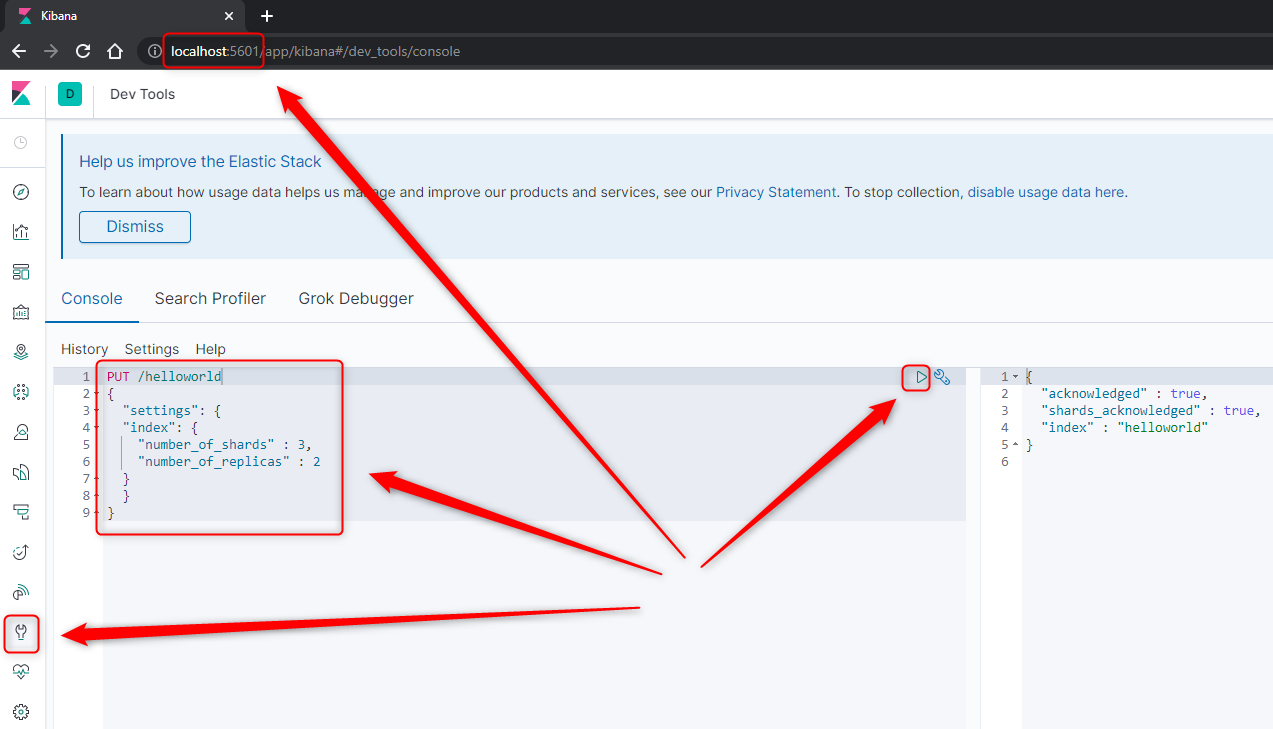 Kibana
localhost:5601/app/kibana#/dev_tools/console
D Dev Tools
Help us improve the Elastic Stack
To learn about how usage data helps us manage and improve our products and services, see our Privacy Statement. To stop collection, disable usage data here.
Dismiss
Console Search Profiler Grok Debugger
History Settings Help
1 PUT /helloworld
2 {
3 "settings": {
4 "index": {
5 "number_of_shards" : 3,
6 "number_of_replicas" : 2
7 }
8 }
9 }
1 {
2 "acknowledged" : true,
3 "shards_acknowledged" : true,
4 "index" : "helloworld"
5 }
6